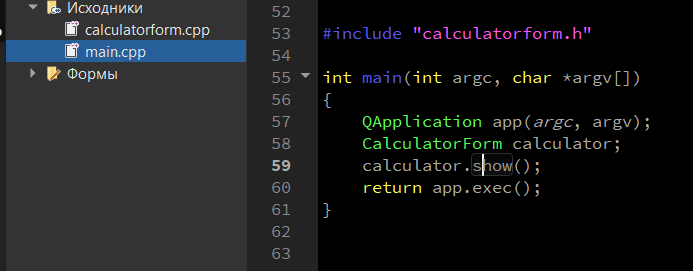 Исходники
calculatorform.cpp
main.cpp
Формы
52
53 #include "calculatorform.h"
54
55 int main(int argc, char *argv[])
56 {
57 QApplication app(argc, argv);
58 CalculatorForm calculator;
59 calculator.show();
60 return app.exec();
61 }
62
63